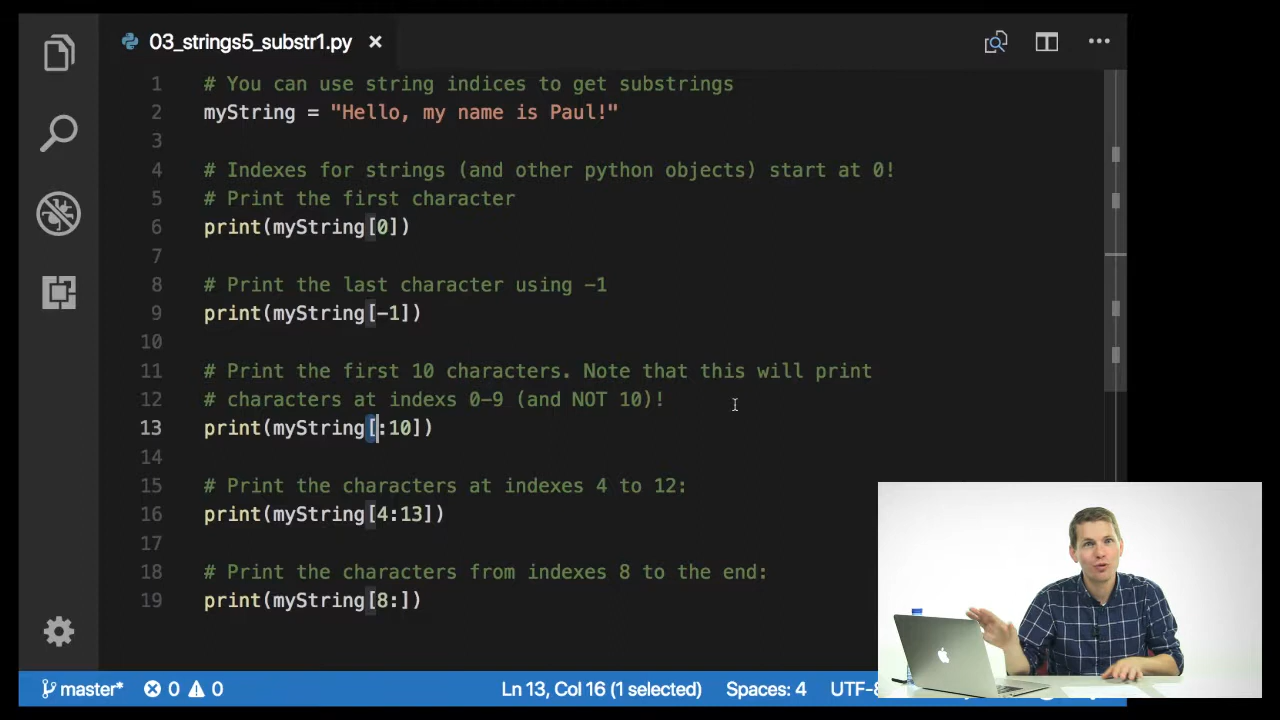 03_strings5_substr1.py
1 # You can use string indices to get substrings
2 myString = "Hello, my name is Paul!"
3
4 # Indexes for strings (and other python objects) start at 0!
5 # Print the first character
6 print(myString[0])
7
8 # Print the last character using -1
9 print(myString[-1])
10
11 # Print the first 10 characters. Note that this will print
12 # characters at indexs 0-9 (and NOT 10)!
13 print(myString[:10])
14
15 # Print the characters at indexes 4 to 12:
16 print(myString[4:13])
17
18 # Print the characters from indexes 8 to the end:
19 print(myString[8:])
master* 0 0 Ln 13, Col 16 (1 selected) Spaces: 4